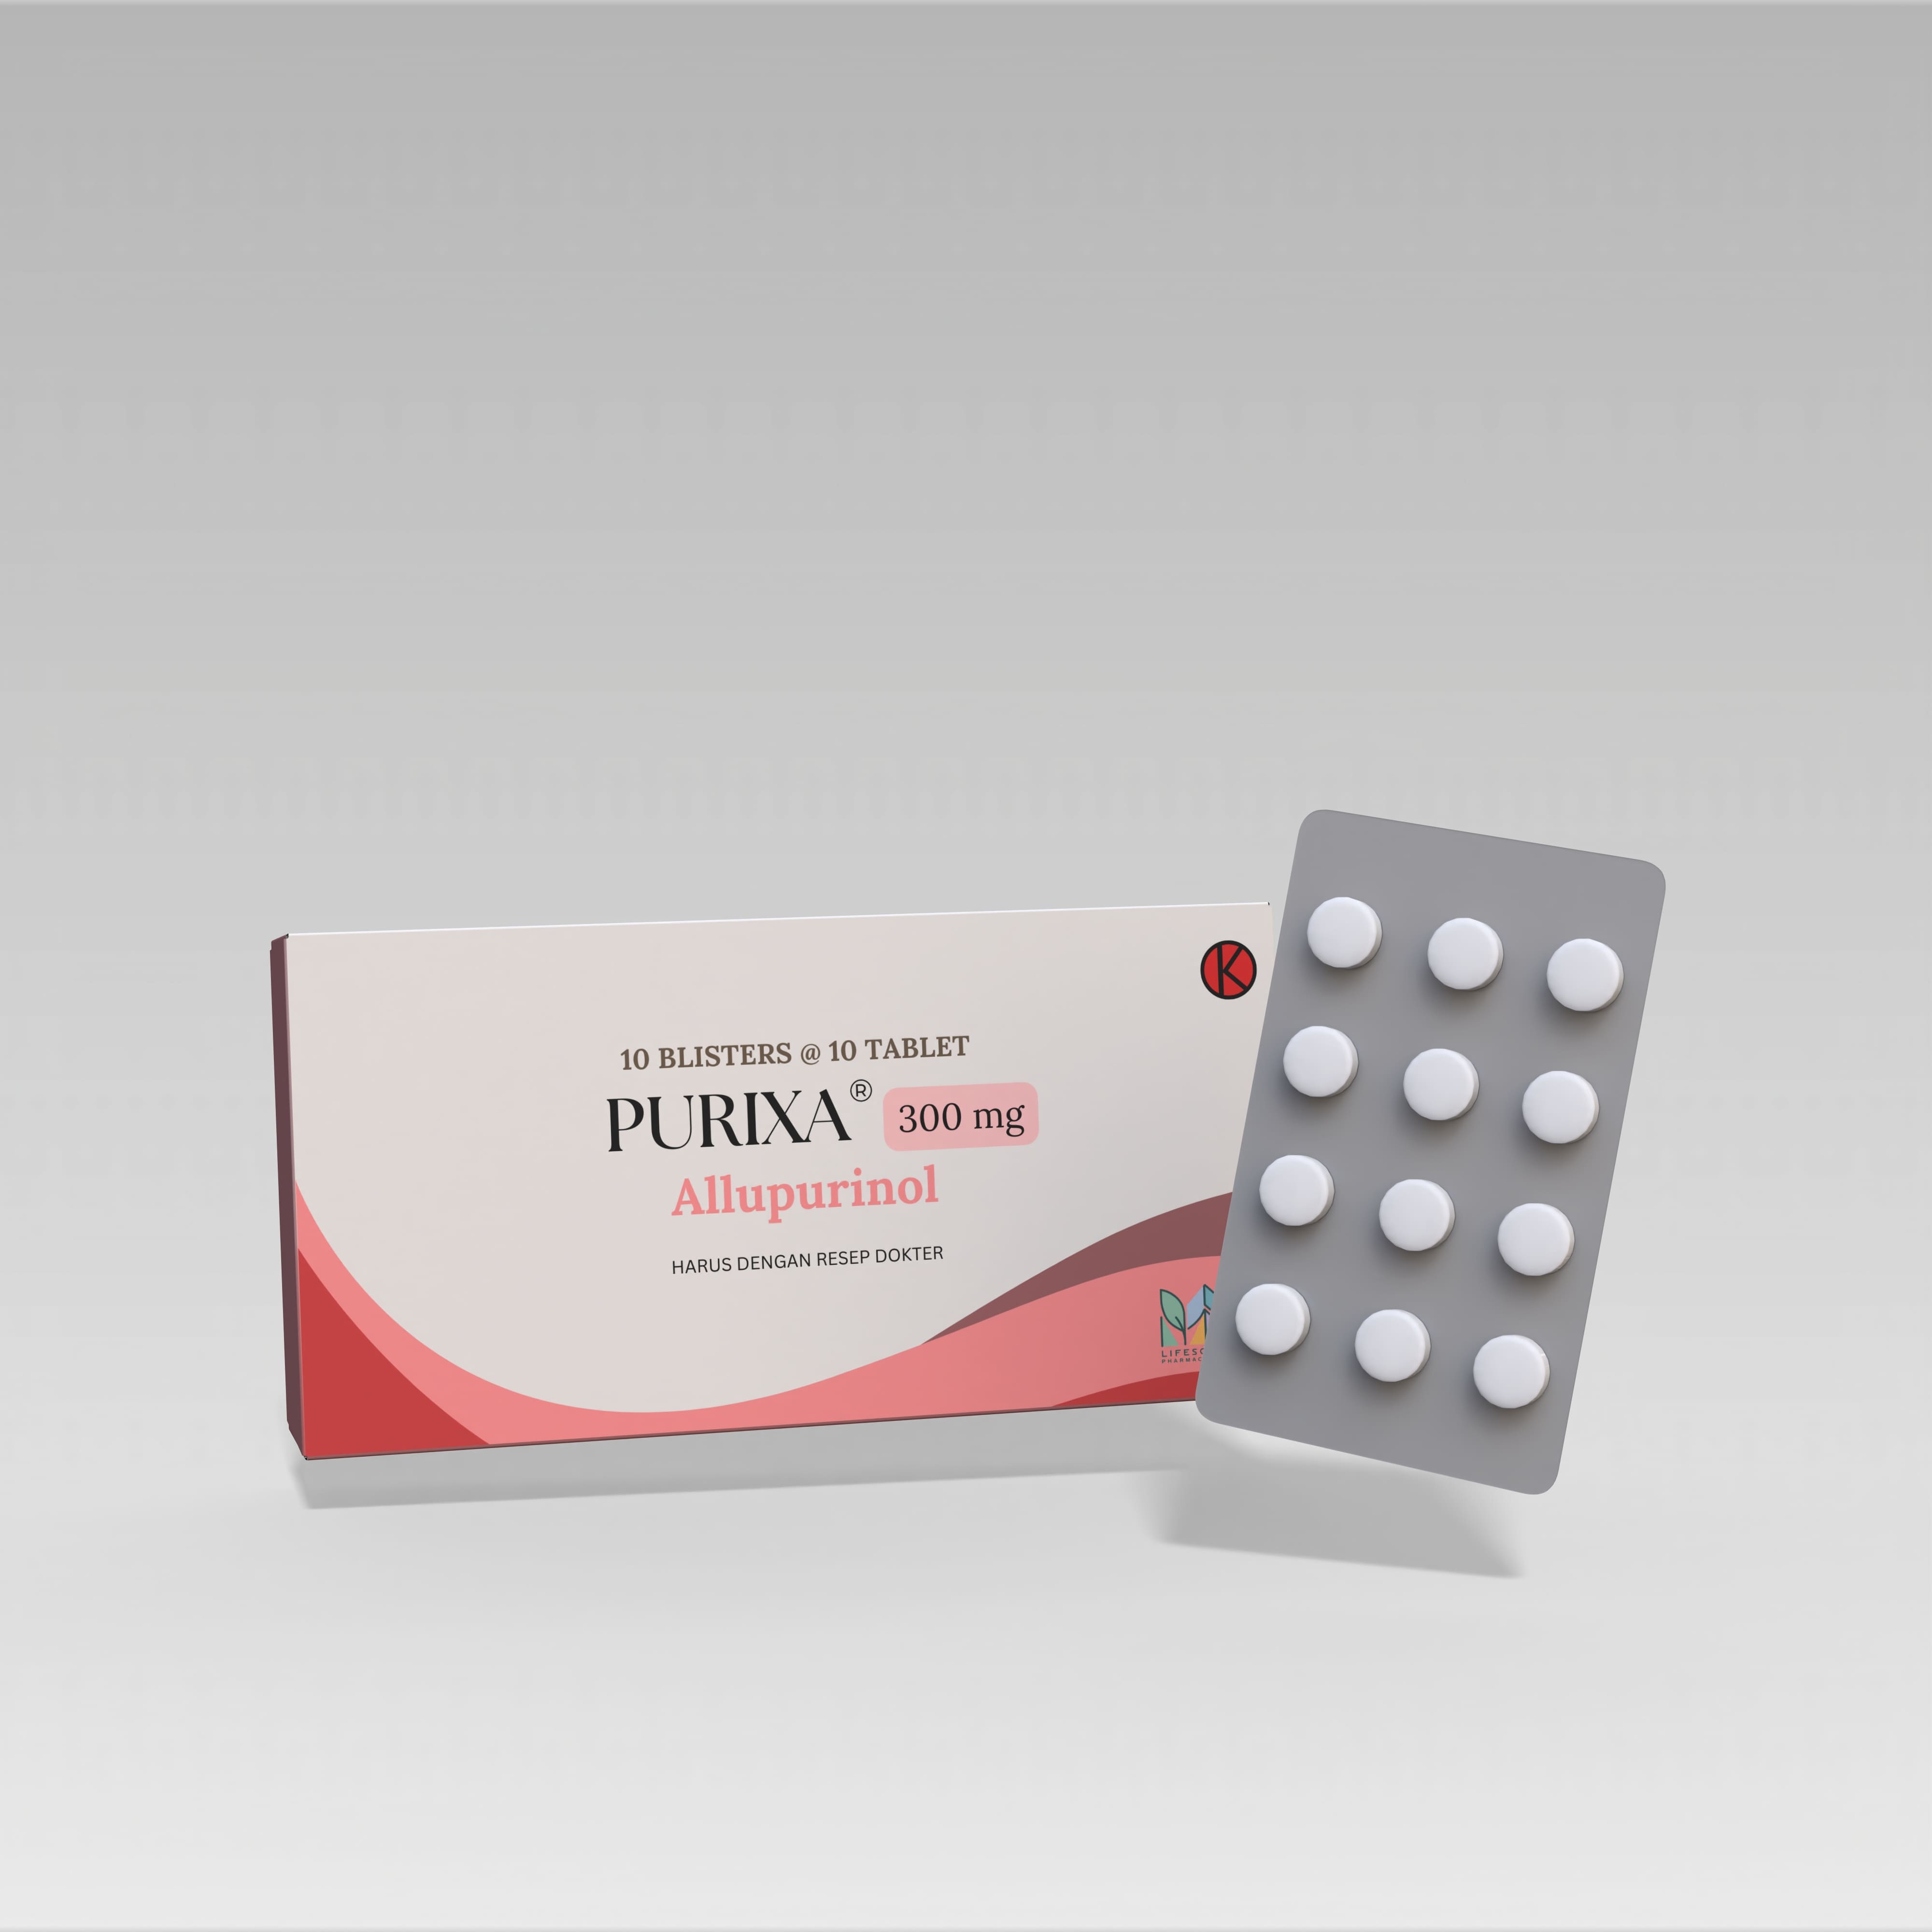 K
10 BLISTERS @ 10 TABLET
PURIXA® 300 mg
Allupurinol
HARUS DENGAN RESEP DOKTER